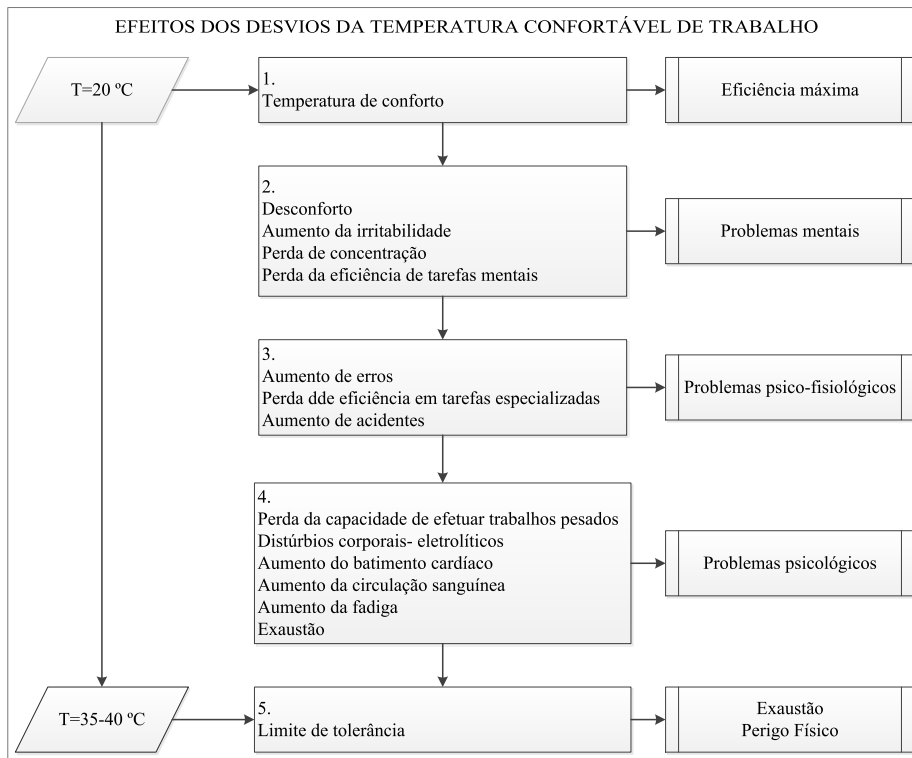 EFEITOS DOS DESVIOS DA TEMPERATURA CONFORTÁVEL DE TRABALHO
T=20 ºC
1.
Temperatura de conforto
Eficiência máxima
2.
Desconforto
Aumento da irritabilidade
Perda de concentração
Perda da eficiência de tarefas mentais
Problemas mentais
3.
Aumento de erros
Perda dde eficiência em tarefas especializadas
Aumento de acidentes
Problemas psico-fisiológicos
4.
Perda da capacidade de efetuar trabalhos pesados
Distúrbios corporais- eletrolíticos
Aumento do batimento cardíaco
Aumento da circulação sanguínea
Aumento da fadiga
Exaustão
Problemas psicológicos
T=35-40 ºC
5.
Limite de tolerância
Exaustão
Perigo Físico